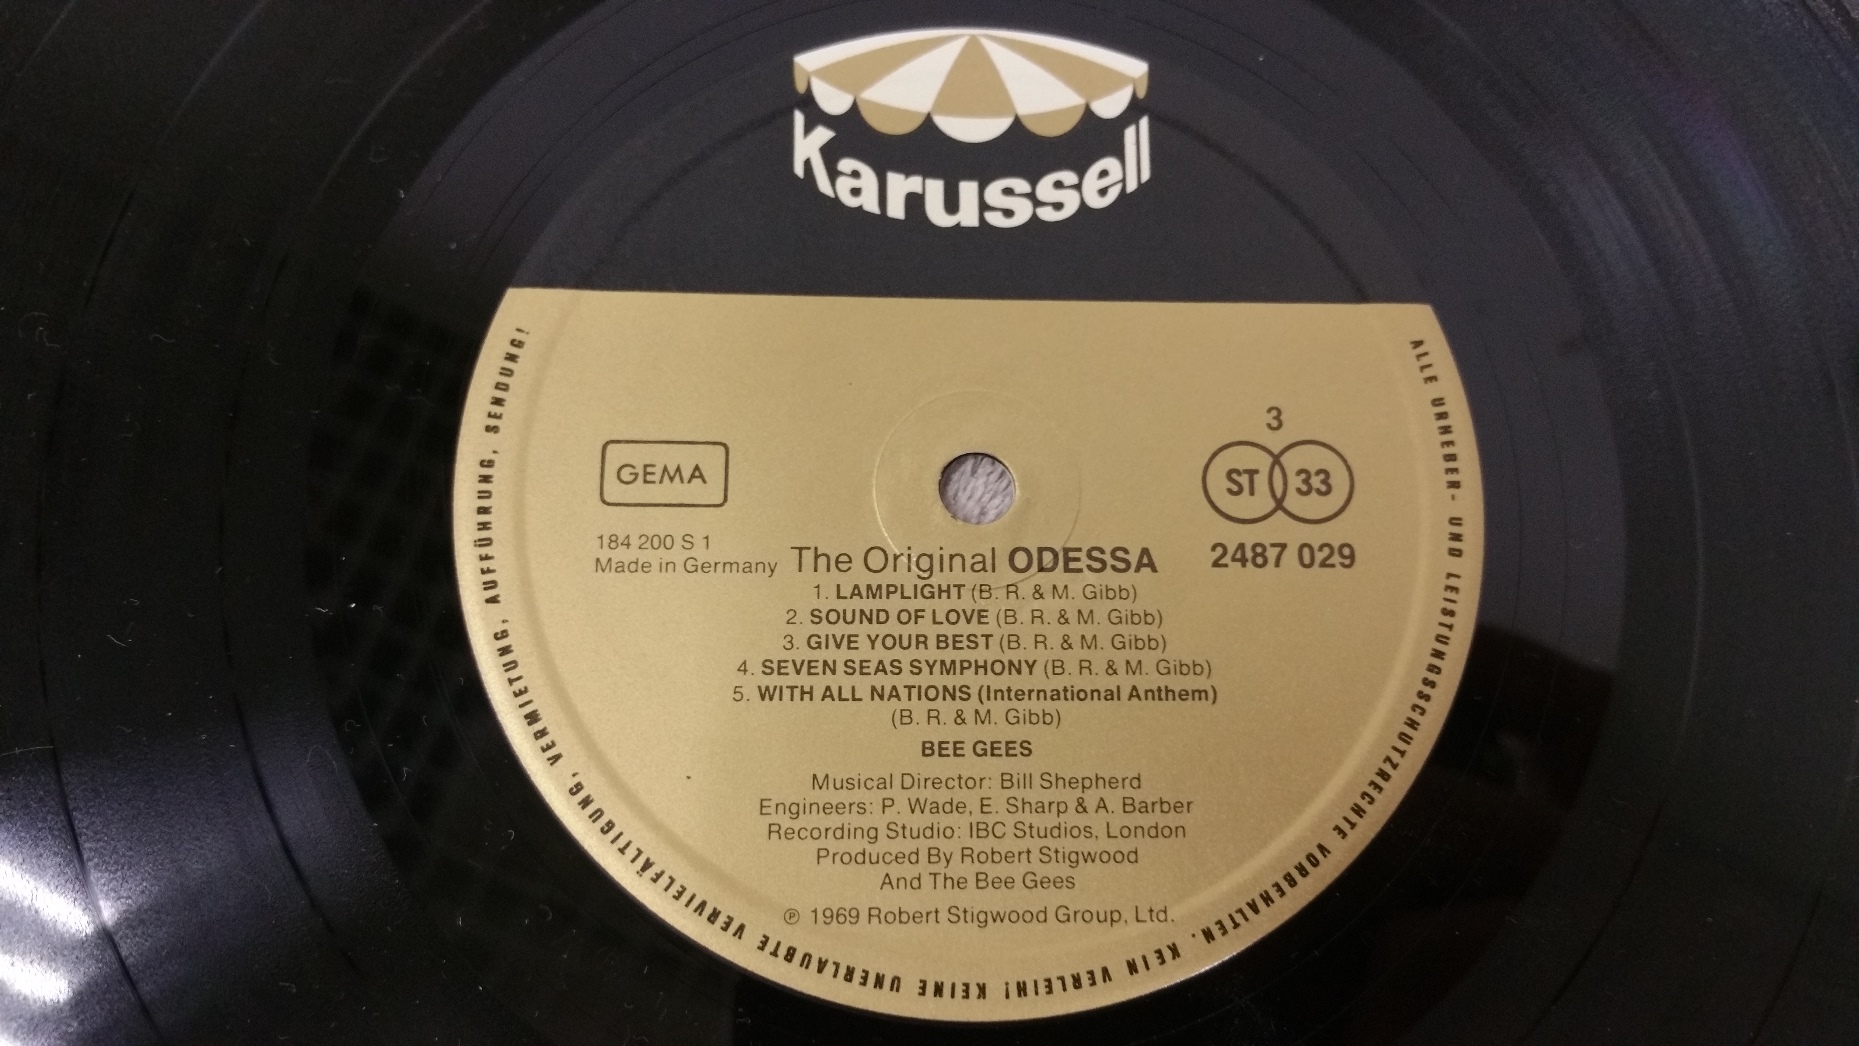 Karussell
GEMA
3
ST 33
184 200 S 1
Made in Germany
2487 029
The Original ODESSA
1. LAMPLIGHT (B. R. & M. Gibb)
2. SOUND OF LOVE (B. R. & M. Gibb)
3. GIVE YOUR BEST (B. R. & M. Gibb)
4. SEVEN SEAS SYMPHONY (B. R. & M. Gibb)
5. WITH ALL NATIONS (International Anthem)
(B. R. & M. Gibb)
BEE GEES
Musical Director: Bill Shepherd
Engineers: P. Wade, E. Sharp & A. Barber
Recording Studio: IBC Studios, London
Produced By Robert Stigwood
And The Bee Gees
℗ 1969 Robert Stigwood Group, Ltd.
ALLE URHEBER- UND LEISTUNGSSCHUTZRECHTE VORBEHALTEN. KEIN VERLEIH! KEINE UNERLAUBTE VERVIELFÄLTIGUNG, VERMIETUNG, AUFFÜHRUNG, SENDUNG!